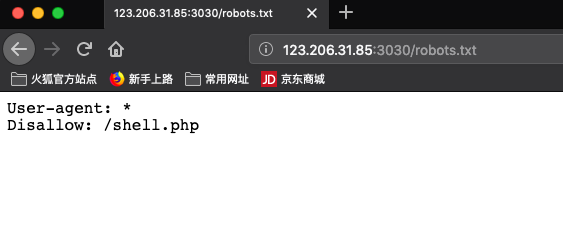 123.206.31.85:3030/robots.txt
123.206.31.85:3030/robots.txt
火狐官方站点 新手上路 常用网址 JD 京东商城
User-agent: *
Disallow: /shell.php